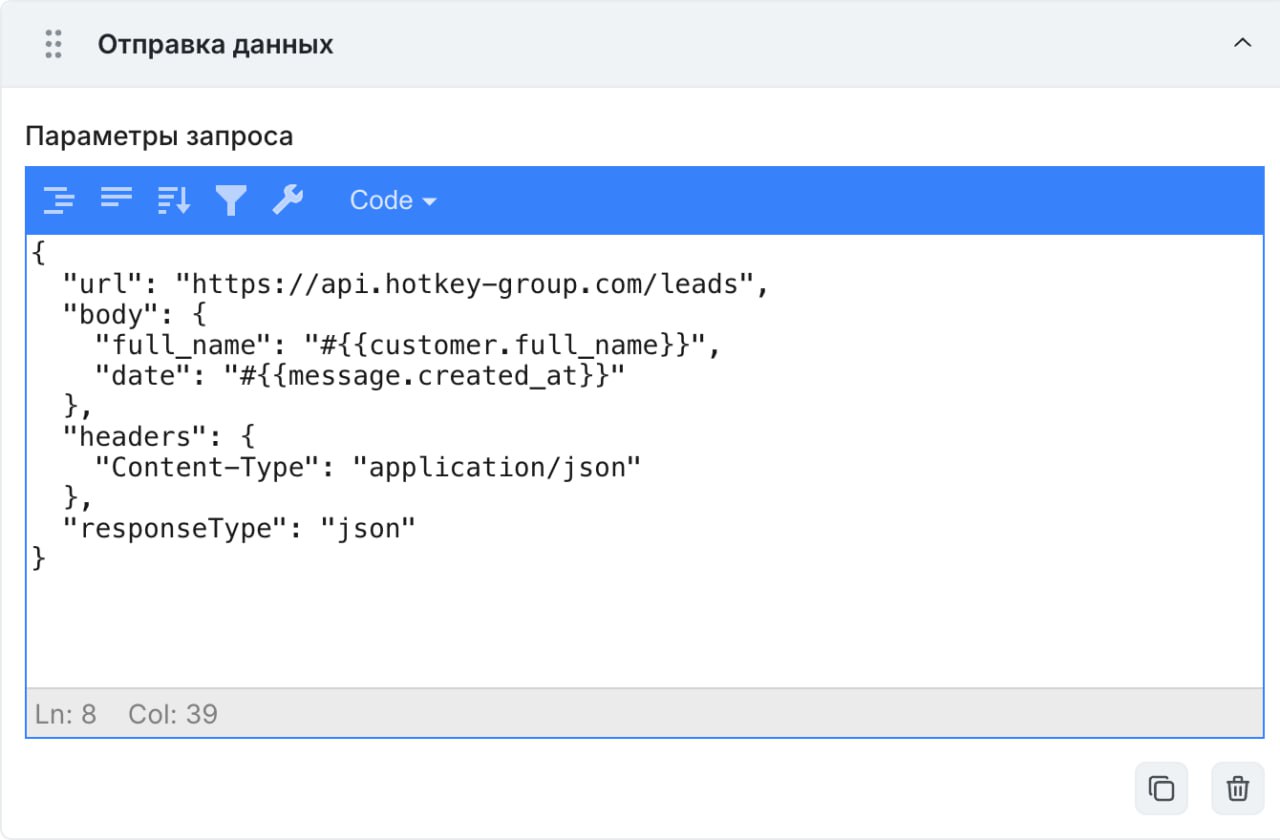 Отправка данных
Параметры запроса
Code
{
  "url": "https://api.hotkey-group.com/leads",
  "body": {
    "full_name": "#{{customer.full_name}}",
    "date": "#{{message.created_at}}"
  },
  "headers": {
    "Content-Type": "application/json"
  },
  "responseType": "json"
}
Ln: 8 Col: 39